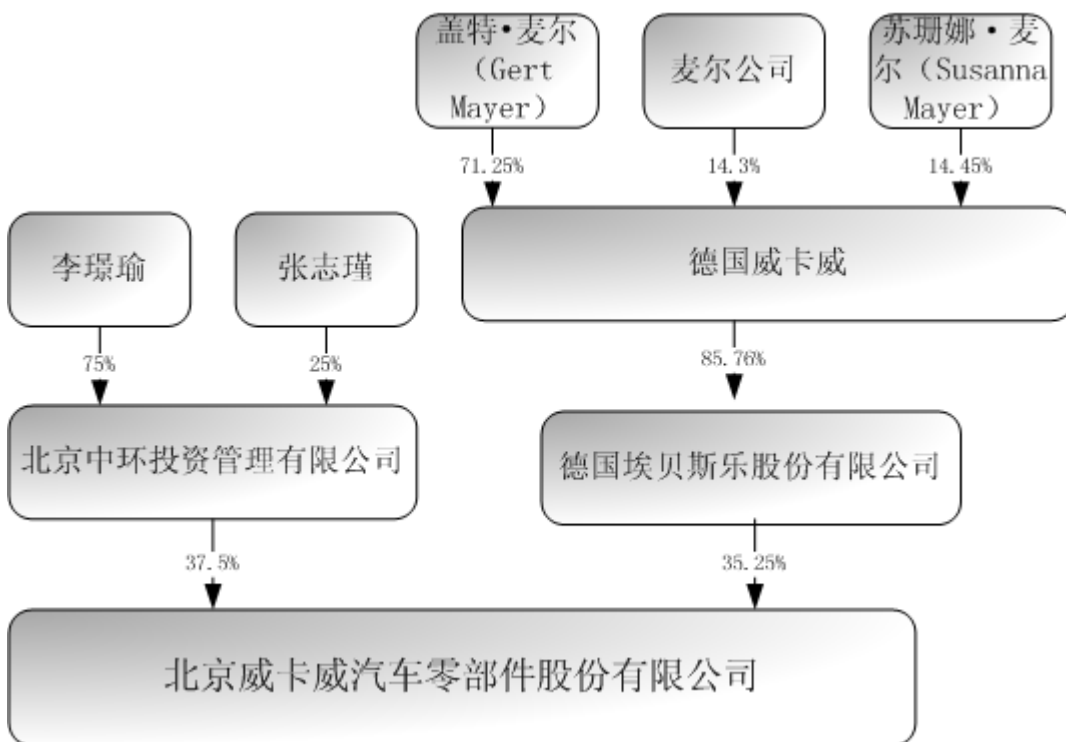 盖特•麦尔
（Gert
Mayer）
麦尔公司
苏珊娜•麦
尔（Susanna
Mayer）
71.25%
14.3%
14.45%
李璟瑜
张志瑾
德国威卡威
75%
25%
85.76%
北京中环投资管理有限公司
德国埃贝斯乐股份有限公司
37.5%
35.25%
北京威卡威汽车零部件股份有限公司